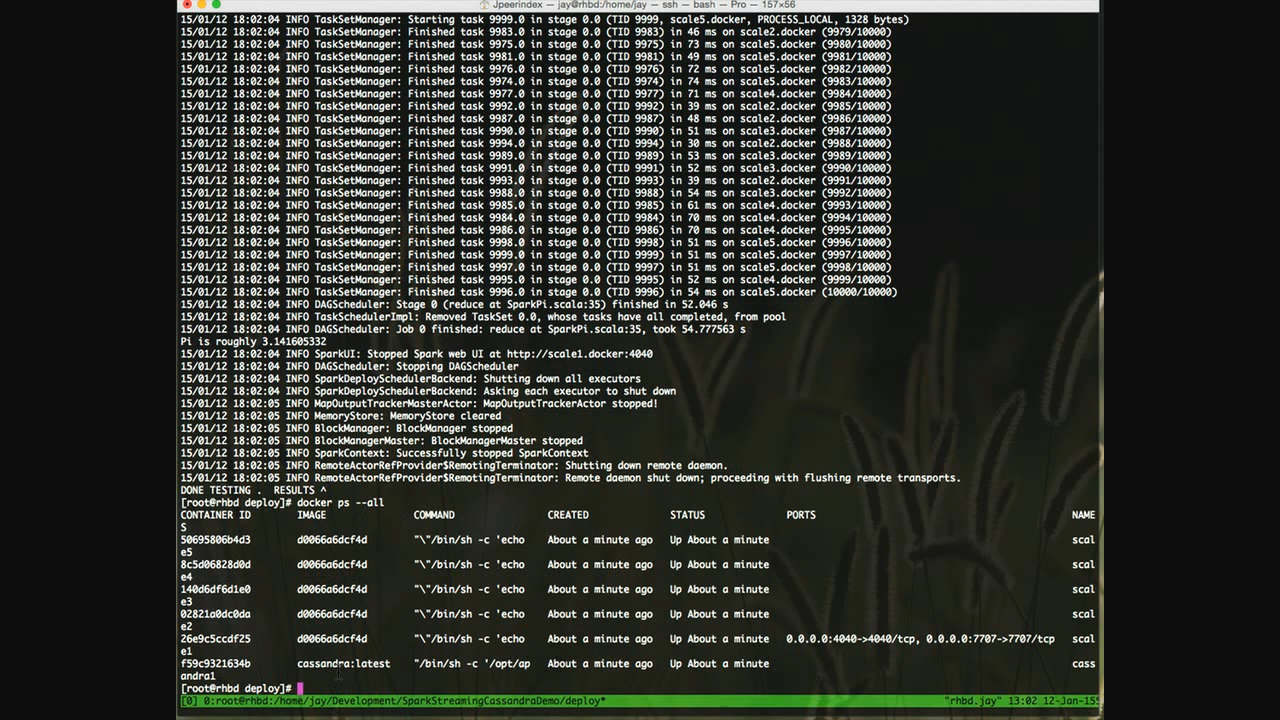 Jpeerindex — jay@rhbd:/home/jay — ssh — bash — Pro — 157×56
15/01/12 18:02:04 INFO TaskSetManager: Starting task 9999.0 in stage 0.0 (TID 9999, scale5.docker, PROCESS_LOCAL, 1328 bytes)
15/01/12 18:02:04 INFO TaskSetManager: Finished task 9983.0 in stage 0.0 (TID 9983) in 46 ms on scale2.docker (9979/10000)
15/01/12 18:02:04 INFO TaskSetManager: Finished task 9975.0 in stage 0.0 (TID 9975) in 73 ms on scale5.docker (9980/10000)
15/01/12 18:02:04 INFO TaskSetManager: Finished task 9981.0 in stage 0.0 (TID 9981) in 49 ms on scale5.docker (9981/10000)
15/01/12 18:02:04 INFO TaskSetManager: Finished task 9976.0 in stage 0.0 (TID 9976) in 72 ms on scale5.docker (9982/10000)
15/01/12 18:02:04 INFO TaskSetManager: Finished task 9974.0 in stage 0.0 (TID 9974) in 74 ms on scale5.docker (9983/10000)
15/01/12 18:02:04 INFO TaskSetManager: Finished task 9977.0 in stage 0.0 (TID 9977) in 71 ms on scale4.docker (9984/10000)
15/01/12 18:02:04 INFO TaskSetManager: Finished task 9992.0 in stage 0.0 (TID 9992) in 39 ms on scale2.docker (9985/10000)
15/01/12 18:02:04 INFO TaskSetManager: Finished task 9987.0 in stage 0.0 (TID 9987) in 48 ms on scale2.docker (9986/10000)
15/01/12 18:02:04 INFO TaskSetManager: Finished task 9990.0 in stage 0.0 (TID 9990) in 51 ms on scale3.docker (9987/10000)
15/01/12 18:02:04 INFO TaskSetManager: Finished task 9994.0 in stage 0.0 (TID 9994) in 30 ms on scale2.docker (9988/10000)
15/01/12 18:02:04 INFO TaskSetManager: Finished task 9989.0 in stage 0.0 (TID 9989) in 53 ms on scale3.docker (9989/10000)
15/01/12 18:02:04 INFO TaskSetManager: Finished task 9991.0 in stage 0.0 (TID 9991) in 52 ms on scale3.docker (9990/10000)
15/01/12 18:02:04 INFO TaskSetManager: Finished task 9993.0 in stage 0.0 (TID 9993) in 39 ms on scale2.docker (9991/10000)
15/01/12 18:02:04 INFO TaskSetManager: Finished task 9988.0 in stage 0.0 (TID 9988) in 54 ms on scale3.docker (9992/10000)
15/01/12 18:02:04 INFO TaskSetManager: Finished task 9985.0 in stage 0.0 (TID 9985) in 61 ms on scale4.docker (9993/10000)
15/01/12 18:02:04 INFO TaskSetManager: Finished task 9984.0 in stage 0.0 (TID 9984) in 70 ms on scale4.docker (9994/10000)
15/01/12 18:02:04 INFO TaskSetManager: Finished task 9986.0 in stage 0.0 (TID 9986) in 70 ms on scale4.docker (9995/10000)
15/01/12 18:02:04 INFO TaskSetManager: Finished task 9998.0 in stage 0.0 (TID 9998) in 51 ms on scale5.docker (9996/10000)
15/01/12 18:02:04 INFO TaskSetManager: Finished task 9999.0 in stage 0.0 (TID 9999) in 51 ms on scale5.docker (9997/10000)
15/01/12 18:02:04 INFO TaskSetManager: Finished task 9997.0 in stage 0.0 (TID 9997) in 51 ms on scale5.docker (9998/10000)
15/01/12 18:02:04 INFO TaskSetManager: Finished task 9995.0 in stage 0.0 (TID 9995) in 52 ms on scale4.docker (9999/10000)
15/01/12 18:02:04 INFO TaskSetManager: Finished task 9996.0 in stage 0.0 (TID 9996) in 54 ms on scale5.docker (10000/10000)
15/01/12 18:02:04 INFO DAGScheduler: Stage 0 (reduce at SparkPi.scala:35) finished in 52.046 s
15/01/12 18:02:04 INFO TaskSchedulerImpl: Removed TaskSet 0.0, whose tasks have all completed, from pool
15/01/12 18:02:04 INFO DAGScheduler: Job 0 finished: reduce at SparkPi.scala:35, took 54.777563 s
Pi is roughly 3.141605332
15/01/12 18:02:04 INFO SparkUI: Stopped Spark web UI at http://scale1.docker:4040
15/01/12 18:02:04 INFO DAGScheduler: Stopping DAGScheduler
15/01/12 18:02:04 INFO SparkDeploySchedulerBackend: Shutting down all executors
15/01/12 18:02:04 INFO SparkDeploySchedulerBackend: Asking each executor to shut down
15/01/12 18:02:05 INFO MapOutputTrackerMasterActor: MapOutputTrackerActor stopped!
15/01/12 18:02:05 INFO MemoryStore: MemoryStore cleared
15/01/12 18:02:05 INFO BlockManager: BlockManager stopped
15/01/12 18:02:05 INFO BlockManagerMaster: BlockManagerMaster stopped
15/01/12 18:02:05 INFO SparkContext: Successfully stopped SparkContext
15/01/12 18:02:05 INFO RemoteActorRefProvider$RemotingTerminator: Shutting down remote daemon.
15/01/12 18:02:05 INFO RemoteActorRefProvider$RemotingTerminator: Remote daemon shut down; proceeding with flushing remote transports.
DONE TESTING . RESULTS ^
[root@rhbd deploy]# docker ps --all
CONTAINER ID IMAGE COMMAND CREATED STATUS PORTS NAME
S
50695806b4d3 d0066a6dcf4d "\"/bin/sh -c 'echo About a minute ago Up About a minute scal
e5
8c5d06828d0d d0066a6dcf4d "\"/bin/sh -c 'echo About a minute ago Up About a minute scal
e4
140d6df6d1e0 d0066a6dcf4d "\"/bin/sh -c 'echo About a minute ago Up About a minute scal
e3
02821a0dc0da d0066a6dcf4d "\"/bin/sh -c 'echo About a minute ago Up About a minute scal
e2
26e9c5ccdf25 d0066a6dcf4d "\"/bin/sh -c 'echo About a minute ago Up About a minute 0.0.0.0:4040->4040/tcp, 0.0.0.0:7707->7707/tcp scal
e1
f59c9321634b cassandra:latest "/bin/sh -c '/opt/ap About a minute ago Up About a minute cass
andra1
[root@rhbd deploy]#
[0] 0:root@rhbd:/home/jay/Development/SparkStreamingCassandraDemo/deploy* "rhbd.jay" 13:02 12-Jan-15